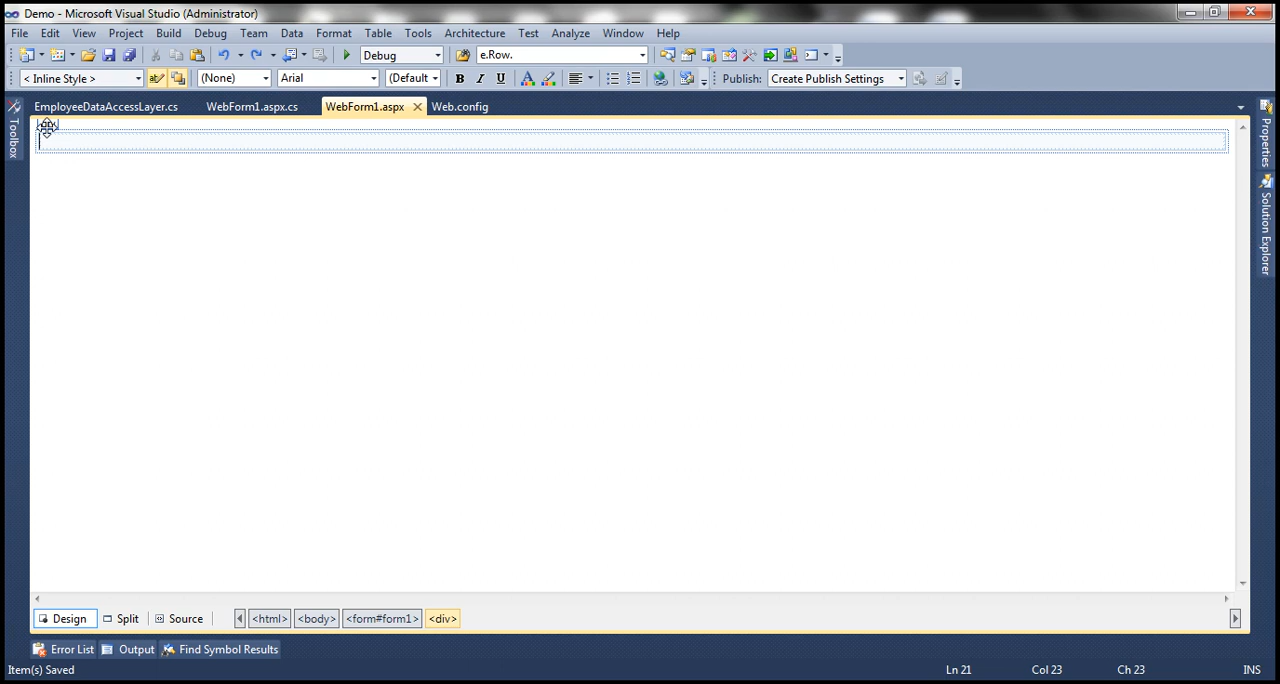 Demo - Microsoft Visual Studio (Administrator)
File Edit View Project Build Debug Team Data Format Table Tools Architecture Test Analyze Window Help
Debug e.Row.
< Inline Style > (None) Arial (Default B I U A Publish: Create Publish Settings
EmployeeDataAccessLayer.cs WebForm1.aspx.cs WebForm1.aspx Web.config
Toolbox
Properties
Solution Explorer
Design Split Source <html> <body> <form#form1> <div>
Error List Output Find Symbol Results
Item(s) Saved Ln 21 Col 23 Ch 23 INS